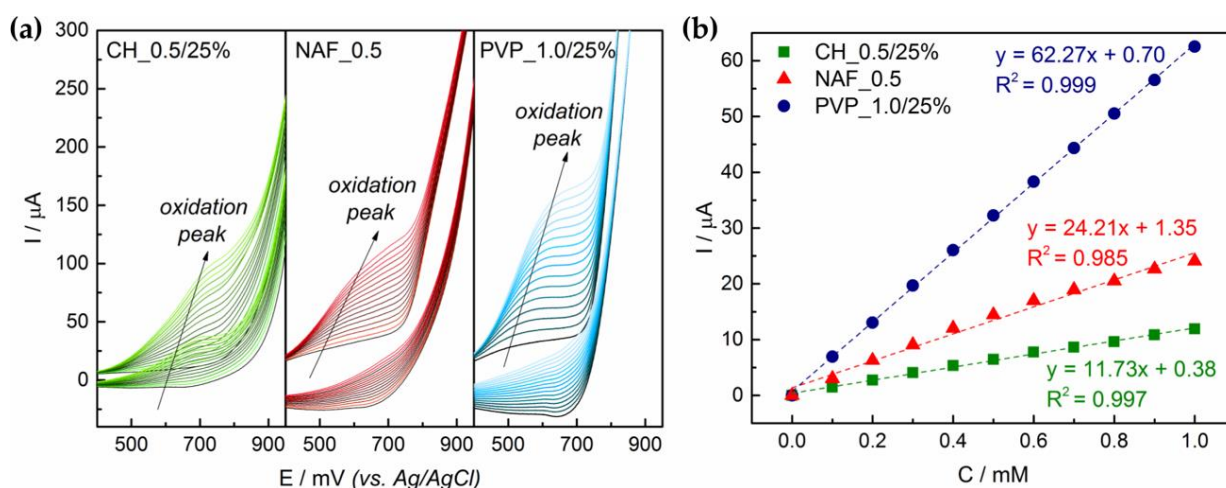 (a)
300
250
200
150
100
50
0
I / μA
CH_0.5/25%
NAF_0.5
PVP_1.0/25%
oxidation
peak
oxidation
peak
oxidation
peak
500 700 900
500 700 900
500 700 900
E / mV (vs. Ag/AgCl)
(b)
60
50
40
30
20
10
0
I / μA
CH_0.5/25%
NAF_0.5
PVP_1.0/25%
y = 62.27x + 0.70
R² = 0.999
y = 24.21x + 1.35
R² = 0.985
y = 11.73x + 0.38
R² = 0.997
0.0 0.2 0.4 0.6 0.8 1.0
C / mM